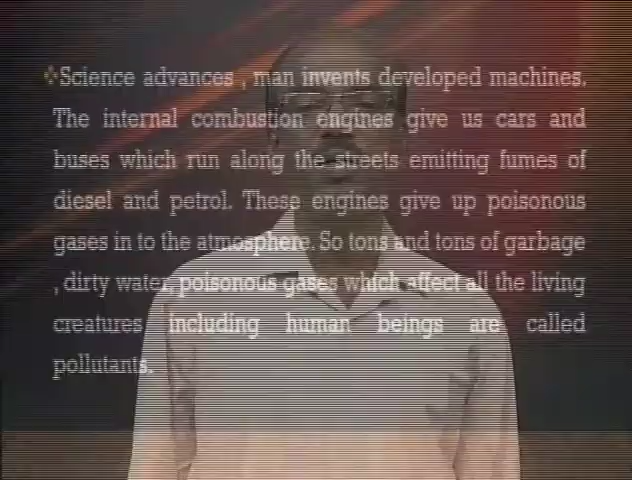 ❖Science advances , man invents developed machines.
The internal combustion engines give us cars and
buses which run along the streets emitting fumes of
diesel and petrol. These engines give up poisonous
gases in to the atmosphere. So tons and tons of garbage
, dirty water, poisonous gases which affect all the living
creatures including human beings are called
pollutants.